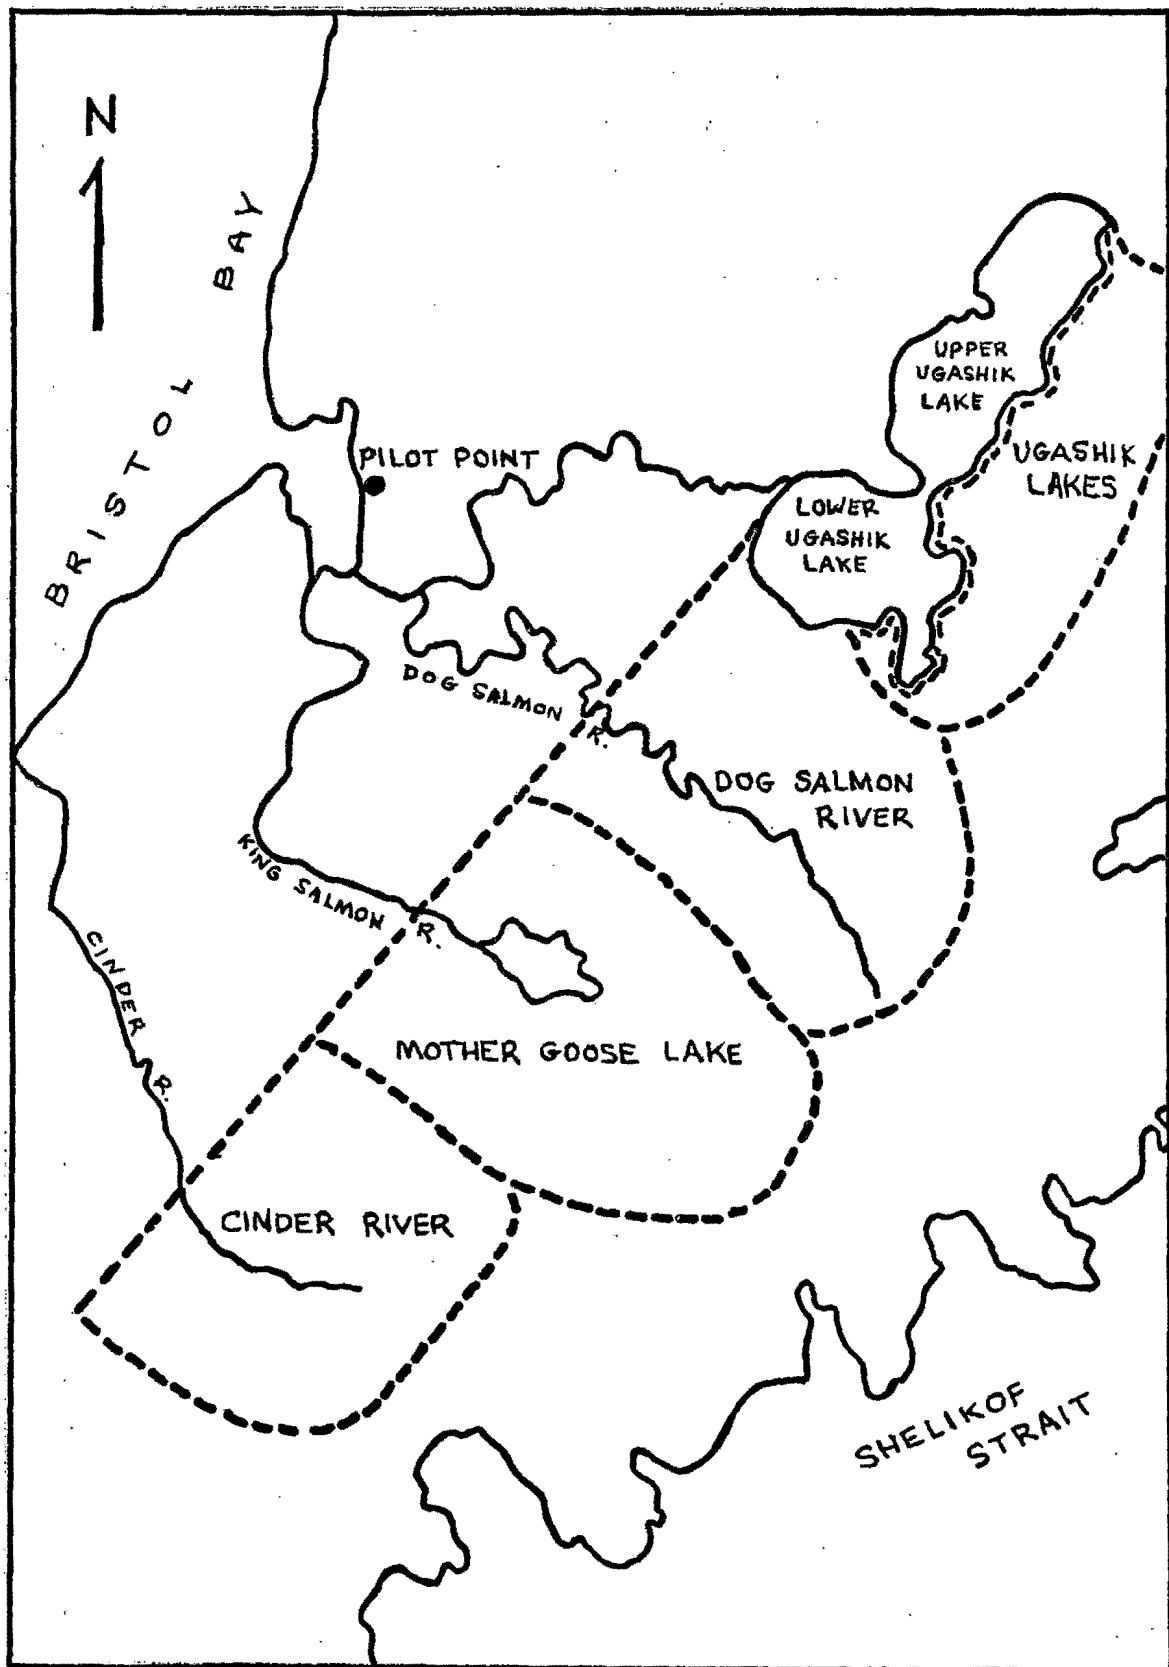 N
BRISTOL BAY
UPPER
UGASHIK
LAKE
UGASHIK
LAKES
PILOT POINT
LOWER
UGASHIK
LAKE
DOG SALMON R.
DOG SALMON
RIVER
KING SALMON R.
CINDER R.
MOTHER GOOSE LAKE
CINDER RIVER
SHELIKOF
STRAIT